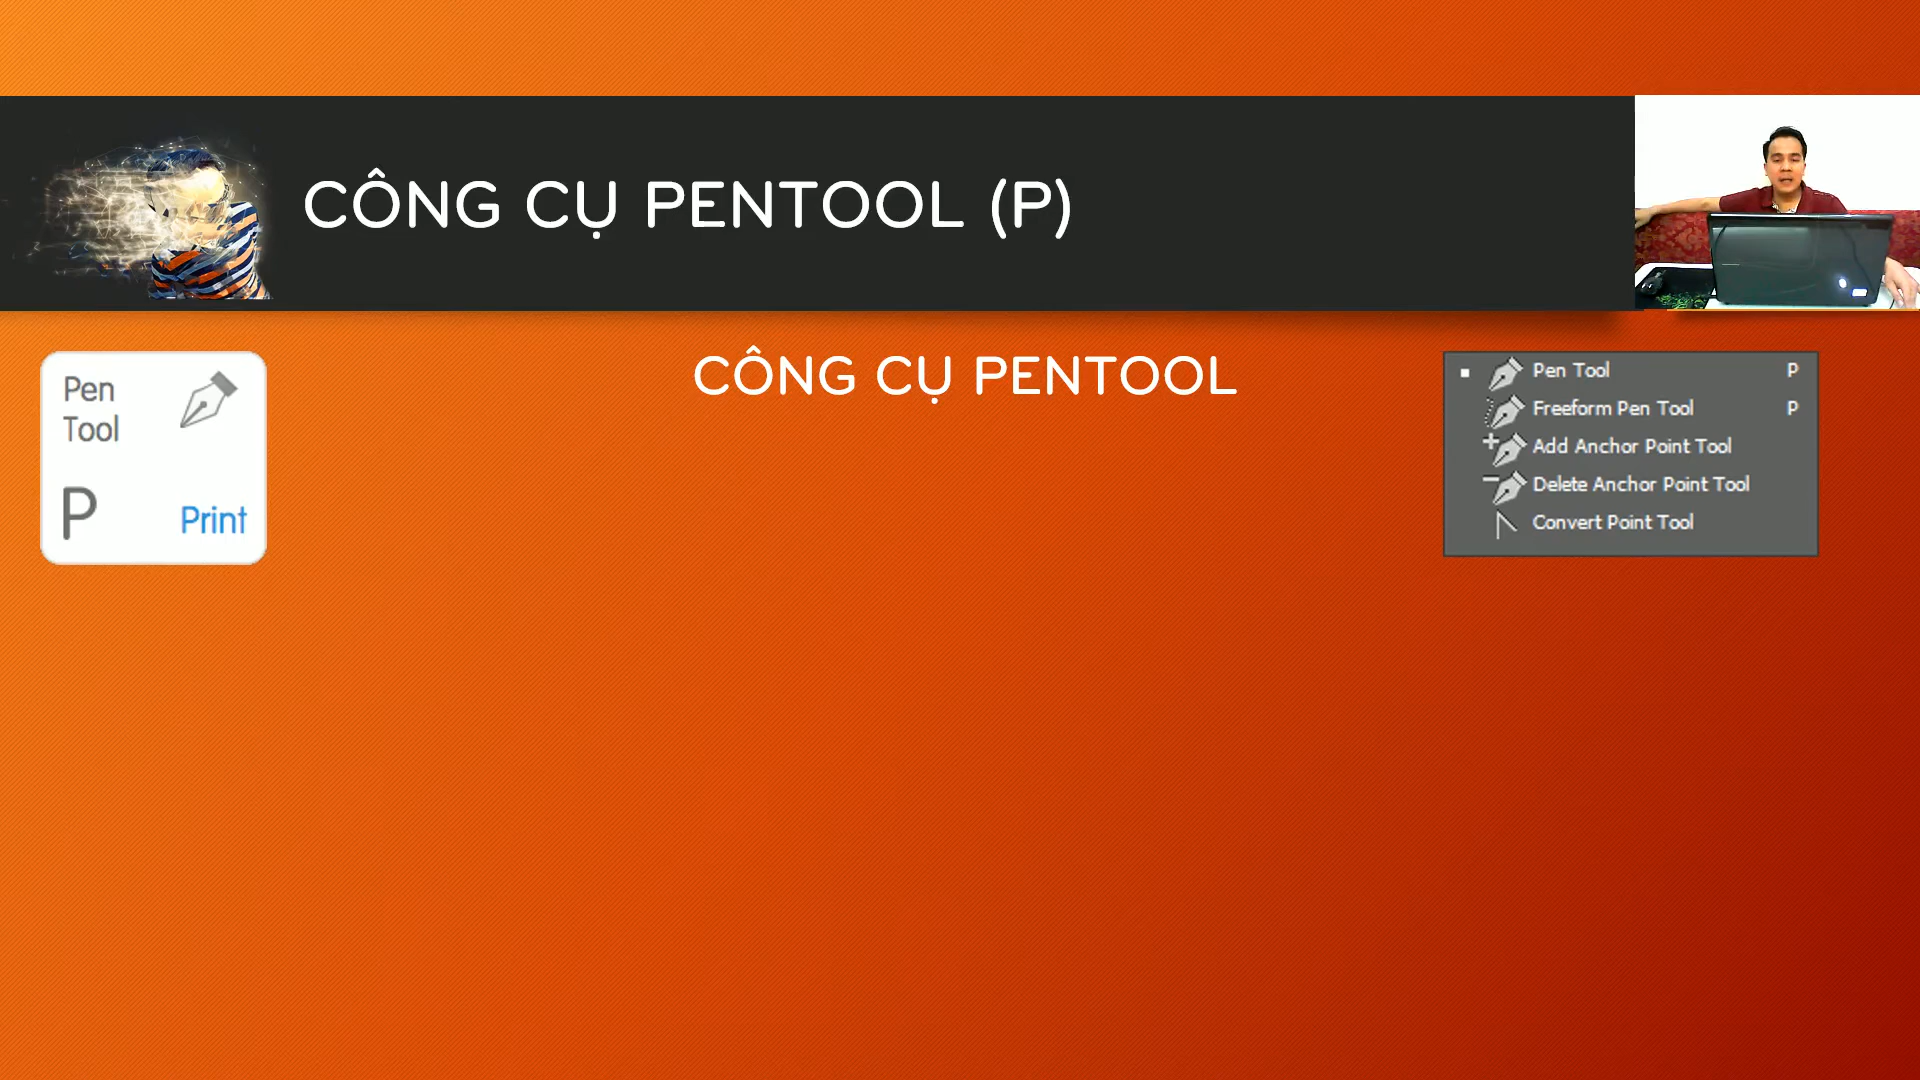 CÔNG CỤ PENTOOL (P)
Pen
Tool
P Print
CÔNG CỤ PENTOOL
Pen Tool P
Freeform Pen Tool P
Add Anchor Point Tool
Delete Anchor Point Tool
Convert Point Tool